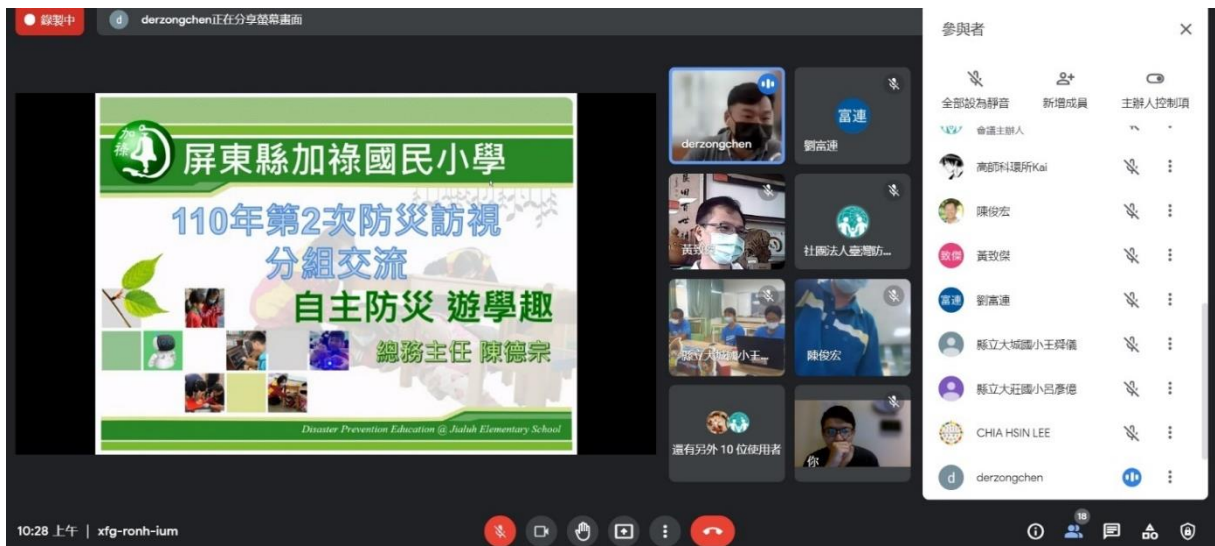 錄製中
d
derzongchen正在分享螢幕畫面
加祿
屏東縣加祿國民小學
110年第2次防災訪視
分組交流
自主防災 遊學趣
總務主任 陳德宗
Disaster Prevention Education @ Jialuh Elementary School
derzongchen
富連
劉富連
社團法人臺灣防...
陳俊宏
還有另外 10 位使用者
你
參與者
全部設為靜音
新增成員
主辦人控制項
會議主辦人
高師科環所Kai
陳俊宏
致傑
黃致傑
富連
劉富連
縣立大城國小王舜儀
縣立大莊國小呂彥億
CHIA HSIN LEE
d
derzongchen
10:28 上午 | xfg-ronh-ium
18